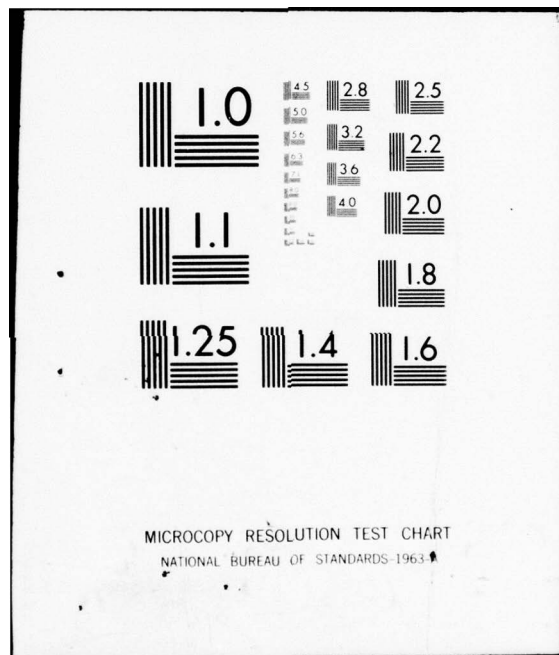 1.0 4.5 2.8 2.5
5.0
5.6 3.2 2.2
6.3 3.6
4.0 2.0
1.1
1.8
1.25 1.4 1.6
MICROCOPY RESOLUTION TEST CHART
NATIONAL BUREAU OF STANDARDS-1963-A